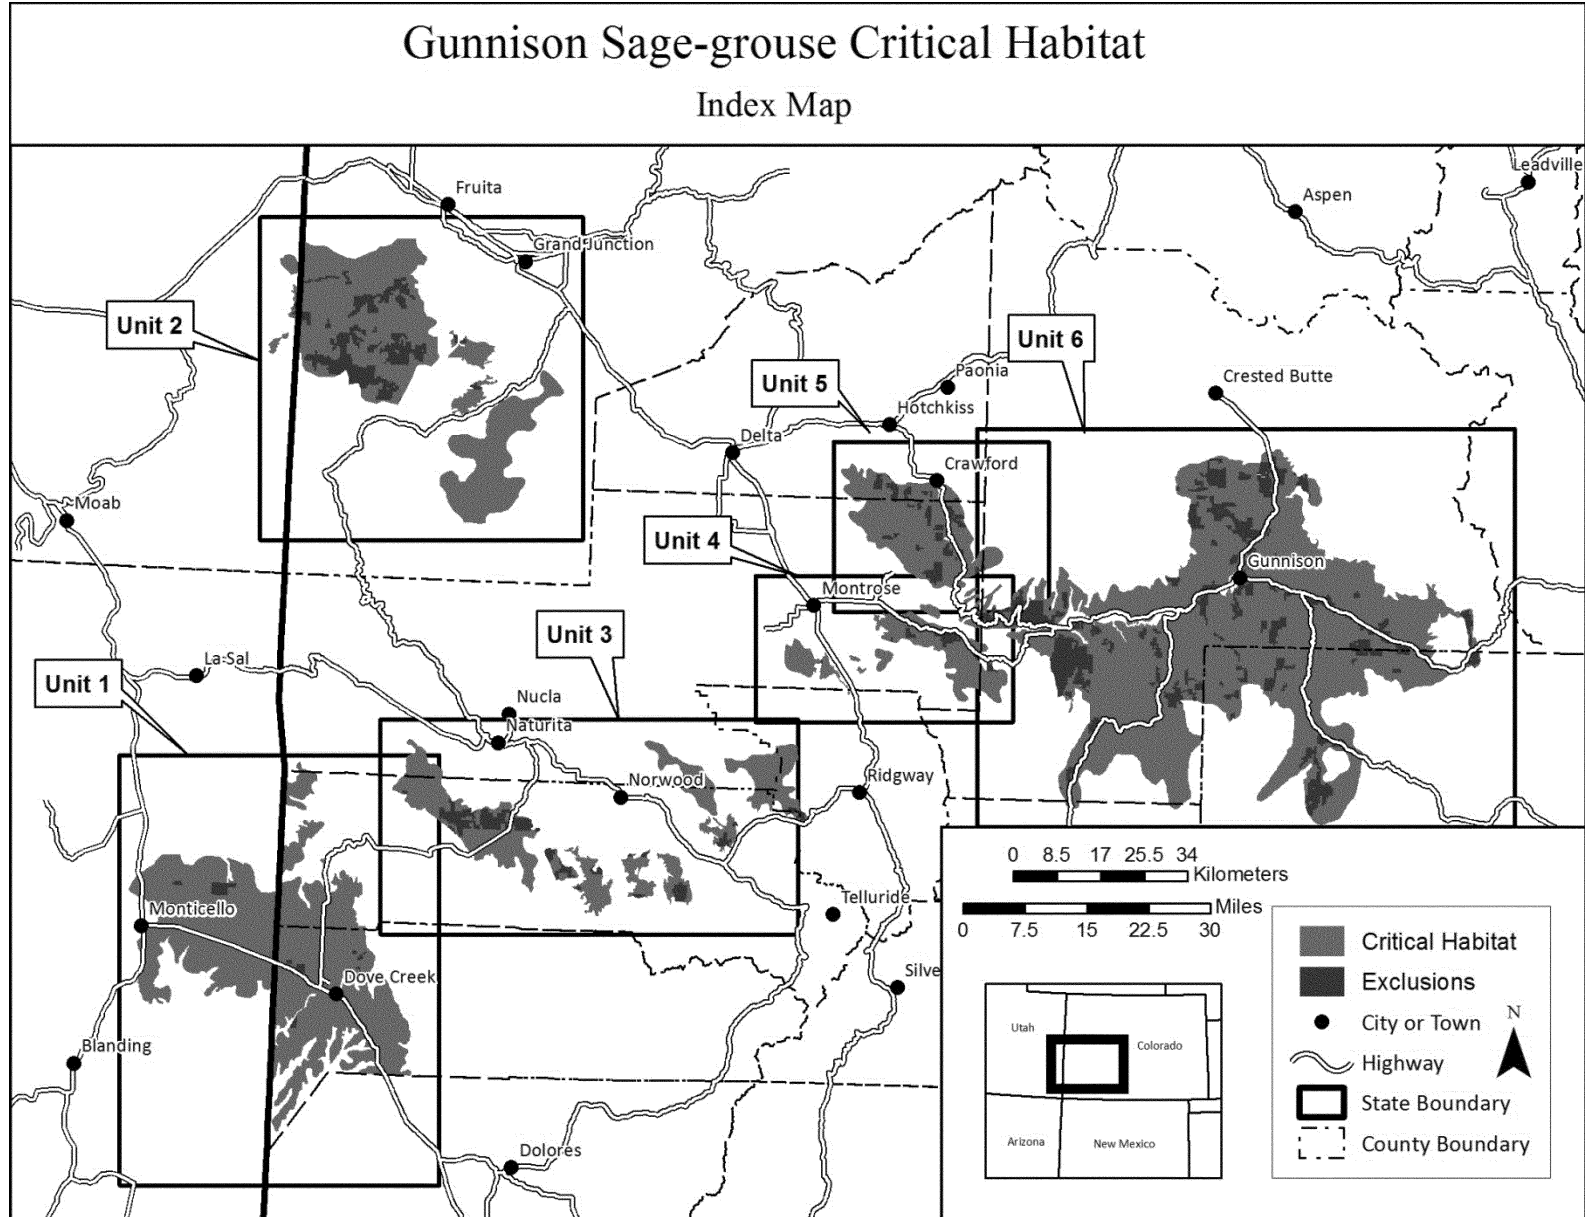 Gunnison Sage-grouse Critical Habitat
Index Map
Leadville
Fruita
Aspen
Grand Junction
Unit 2
Unit 6
Paonia
Unit 5
Crested Butte
Hotchkiss
Delta
Crawford
Moab
Unit 4
Gunnison
Montrose
Unit 3
La Sal
Unit 1
Nucla
Naturita
Norwood
Ridgway
0 8.5 17 25.5 34
Kilometers
Telluride
Miles
Monticello
0 7.5 15 22.5 30
Critical Habitat
Silve
Dove Creek
Exclusions
N
City or Town
Utah
Blanding
Colorado
Highway
State Boundary
Arizona
New Mexico
County Boundary
Dolores